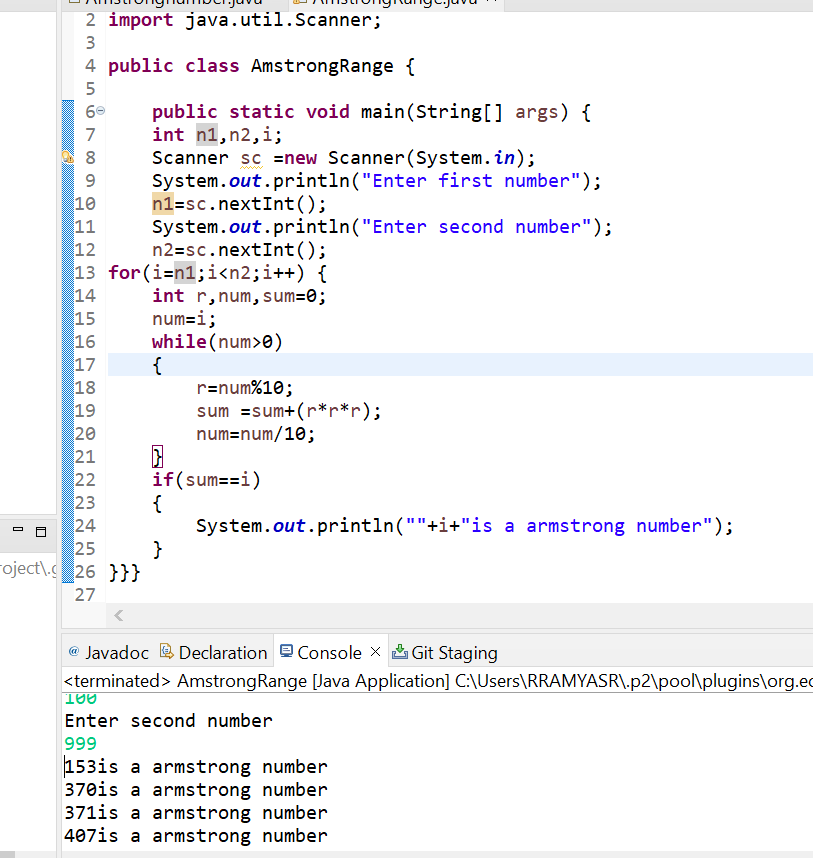 AmstrongNumber.java AmstrongRange.java
2 import java.util.Scanner;
3
4 public class AmstrongRange {
5
6 public static void main(String[] args) {
7 int n1,n2,i;
8 Scanner sc =new Scanner(System.in);
9 System.out.println("Enter first number");
10 n1=sc.nextInt();
11 System.out.println("Enter second number");
12 n2=sc.nextInt();
13 for(i=n1;i<n2;i++) {
14 int r,num,sum=0;
15 num=i;
16 while(num>0)
17 {
18 r=num%10;
19 sum =sum+(r*r*r);
20 num=num/10;
21 }
22 if(sum==i)
23 {
24 System.out.println(""+i+"is a armstrong number");
25 }
26 }}}
27
roject\.g
@ Javadoc Declaration Console Git Staging
<terminated> AmstrongRange [Java Application] C:\Users\RRAMYASR\.p2\pool\plugins\org.ec
100
Enter second number
999
153is a armstrong number
370is a armstrong number
371is a armstrong number
407is a armstrong number